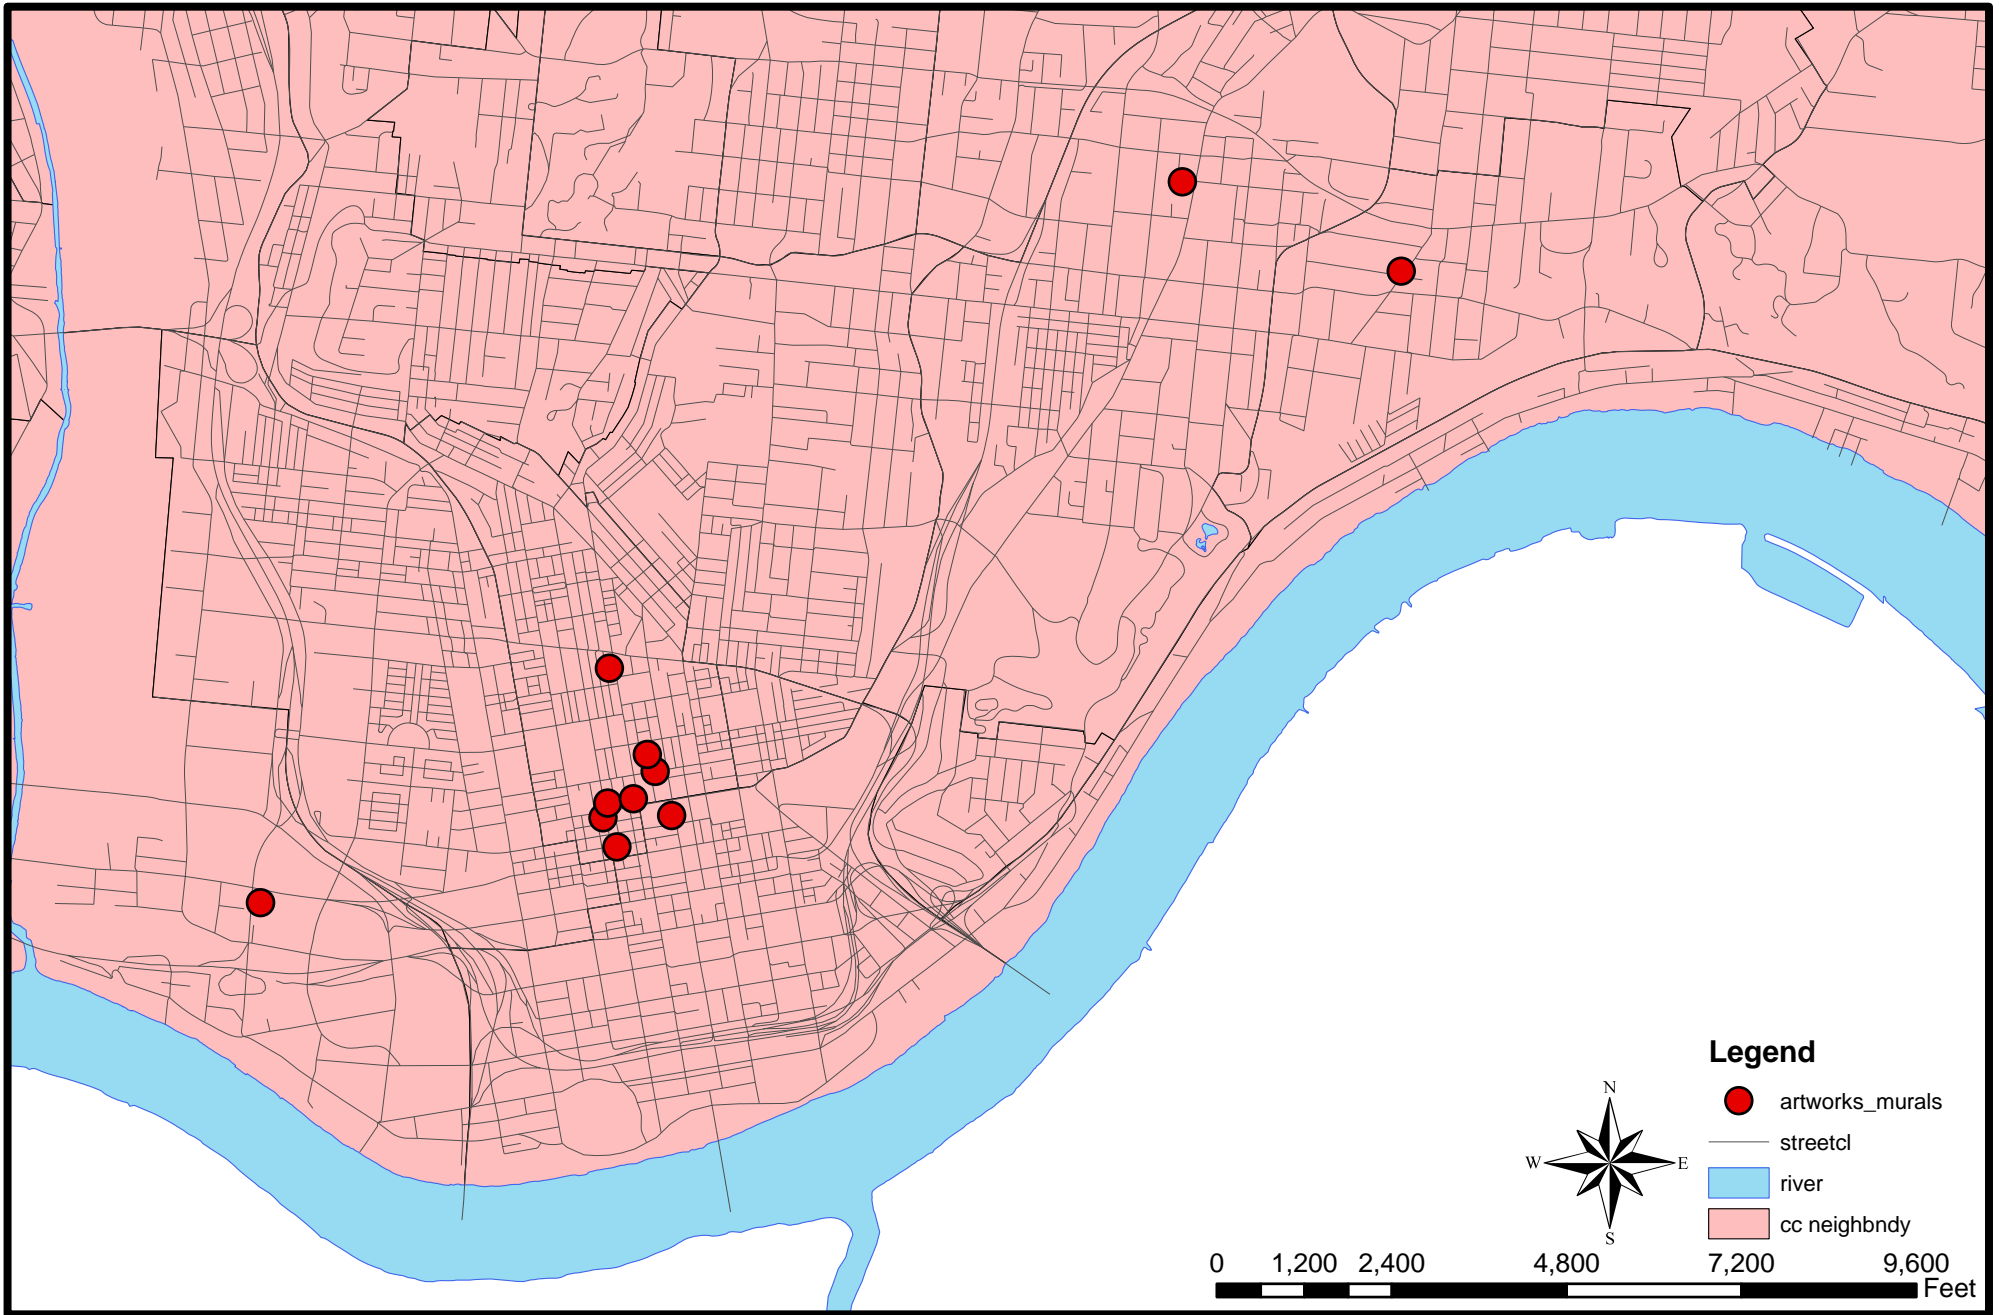 Legend
artworks_murals
streetcl
river
cc neighbndy
N
W E
S
0 1,200 2,400 4,800 7,200 9,600
Feet